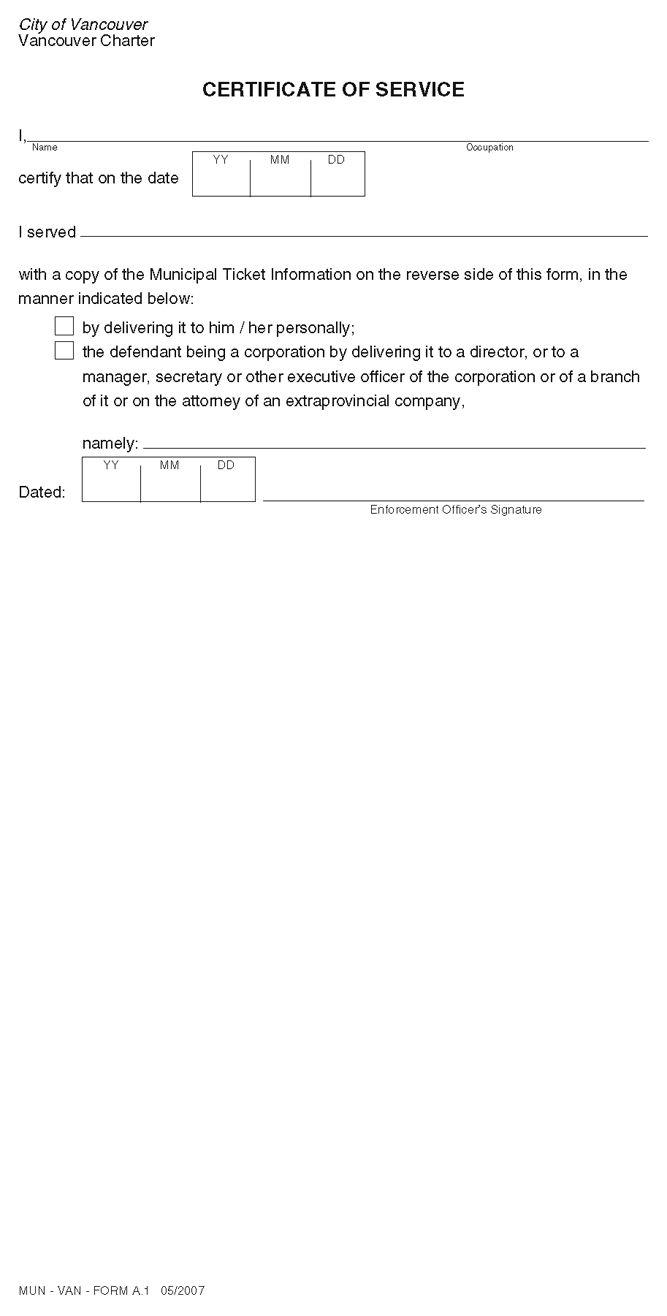 City of Vancouver
Vancouver Charter
CERTIFICATE OF SERVICE
I,
Name Occupation
YY MM DD
certify that on the date
I served
with a copy of the Municipal Ticket Information on the reverse side of this form, in the
manner indicated below:
by delivering it to him / her personally;
the defendant being a corporation by delivering it to a director, or to a
manager, secretary or other executive officer of the corporation or of a branch
of it or on the attorney of an extraprovincial company,
namely:
YY MM DD
Dated:
Enforcement Officer's Signature
MUN - VAN - FORM A.1 05/2007